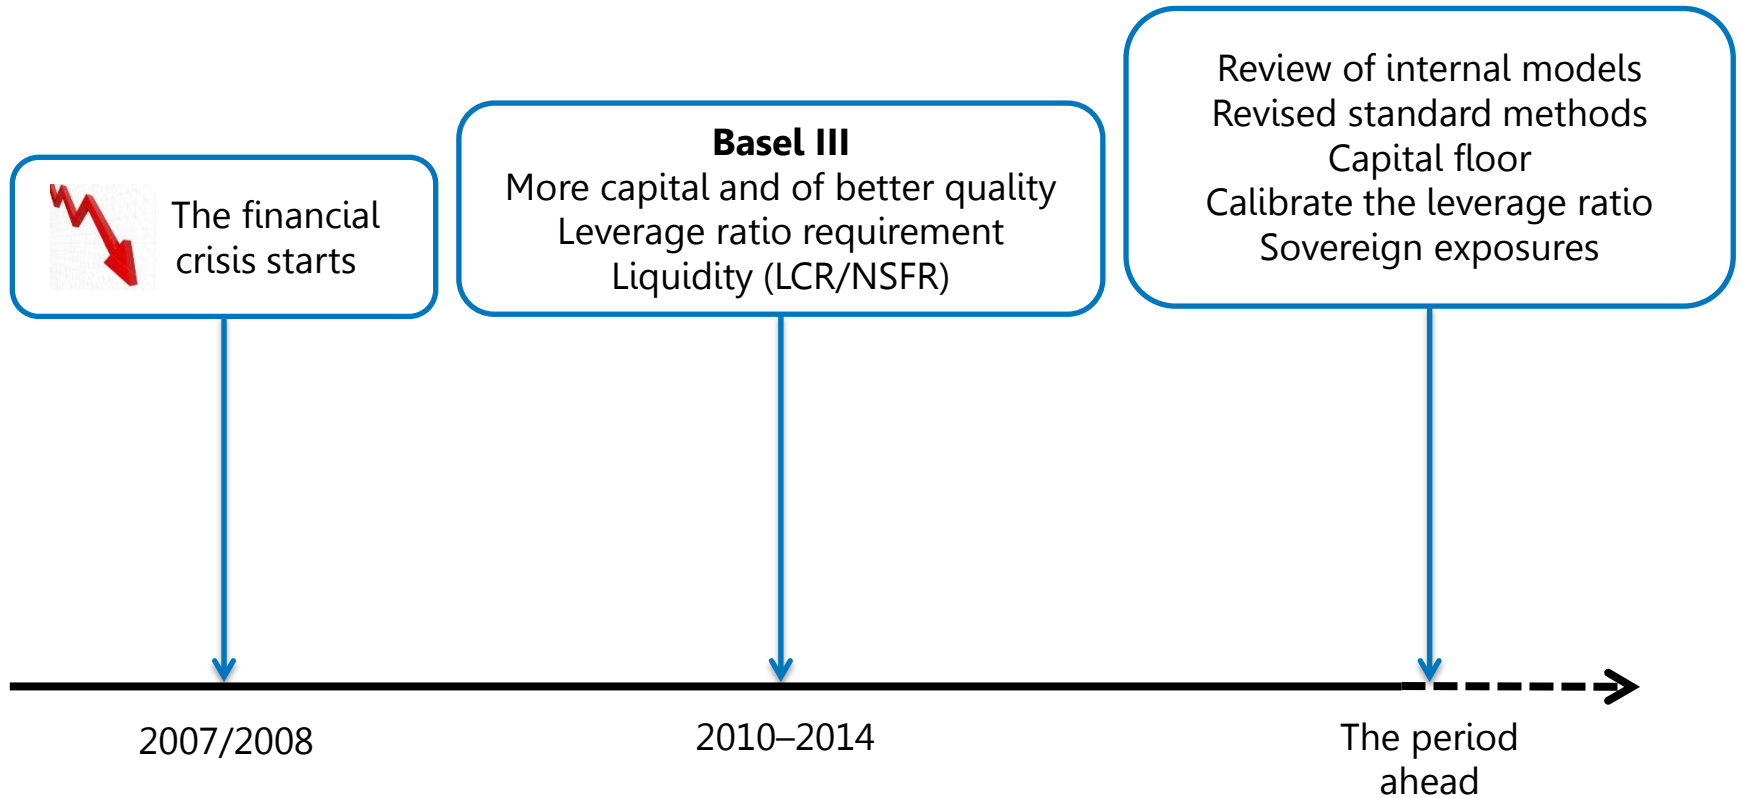 The financial
crisis starts
Basel III
More capital and of better quality
Leverage ratio requirement
Liquidity (LCR/NSFR)
Review of internal models
Revised standard methods
Capital floor
Calibrate the leverage ratio
Sovereign exposures
2007/2008
2010–2014
The period
ahead